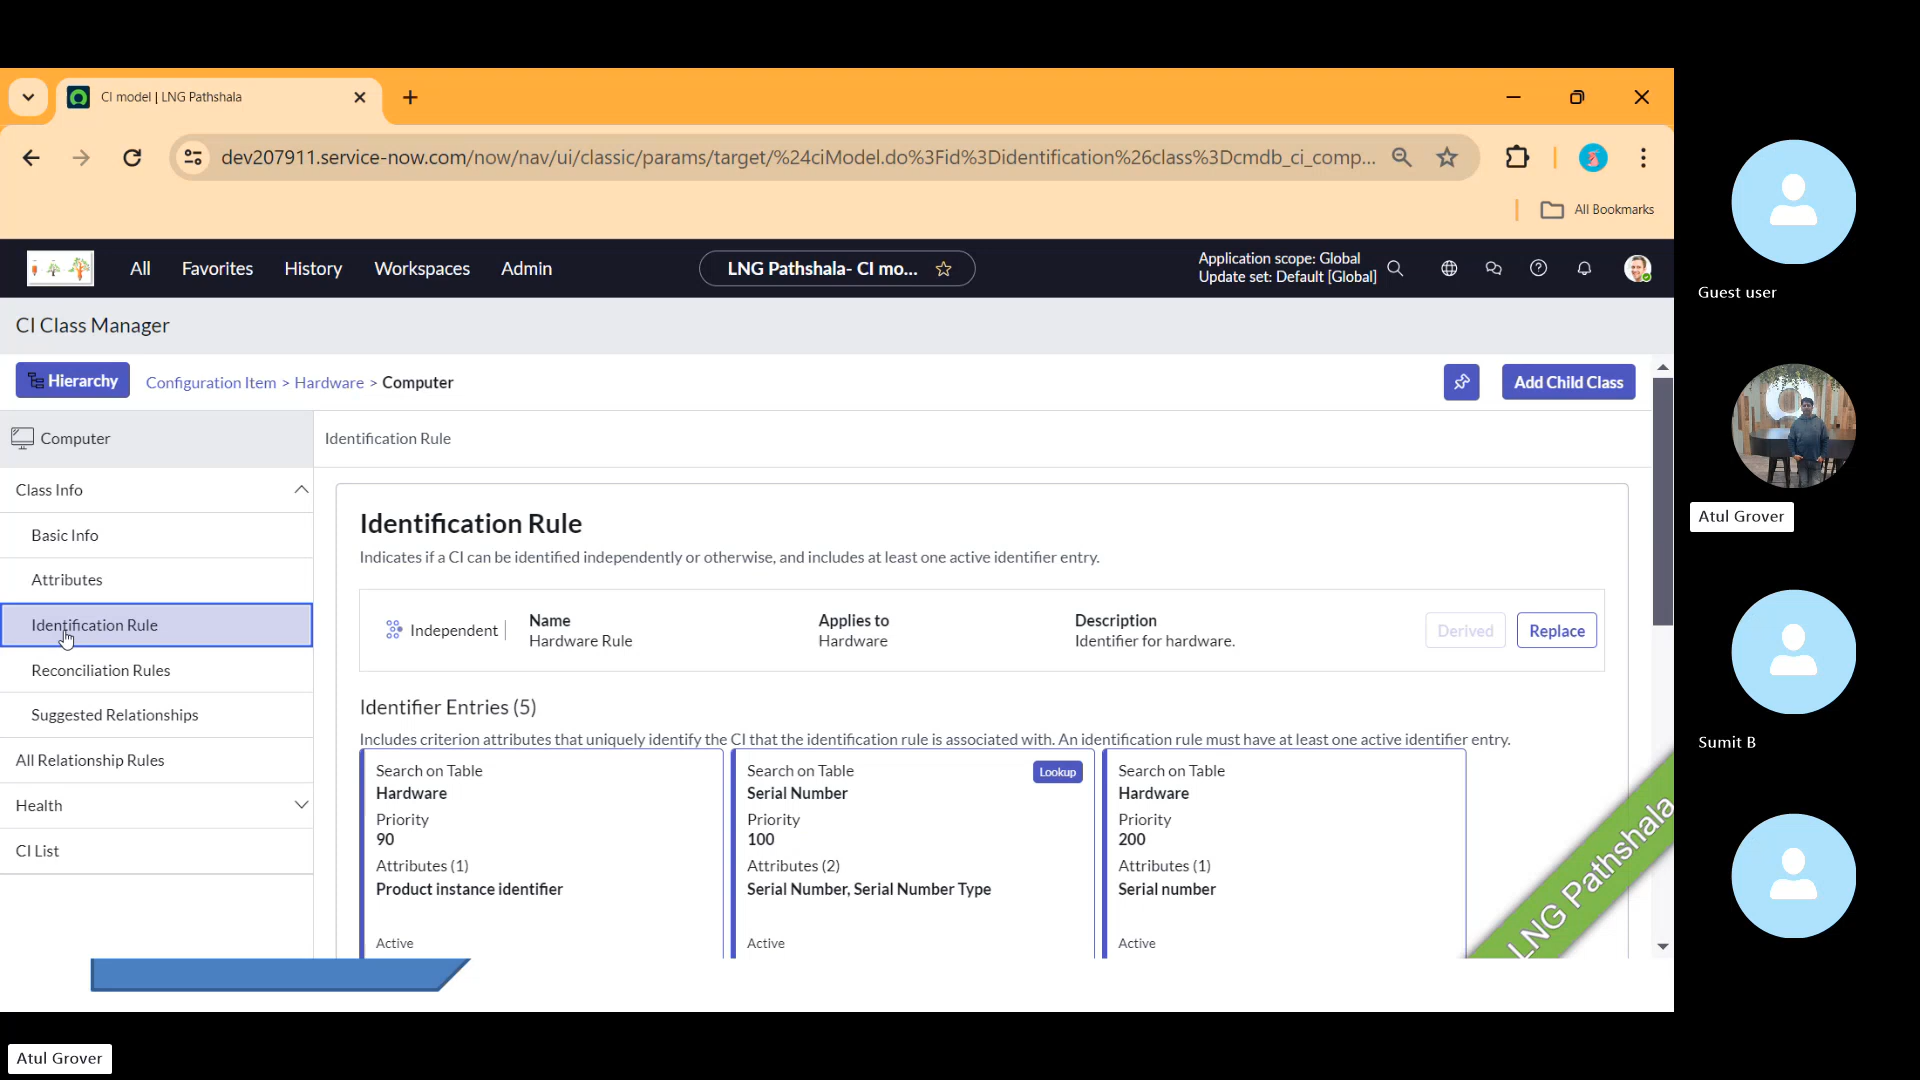 CI model | LNG Pathshala
dev207911.service-now.com/now/nav/ui/classic/params/target/%24ciModel.do%3Fid%3Didentification%26class%3Dcmdb_ci_comp...
All Bookmarks
All
Favorites
History
Workspaces
Admin
LNG Pathshala- CI mo...
Application scope: Global
Update set: Default [Global]
CI Class Manager
Hierarchy
Configuration Item > Hardware > Computer
Add Child Class
Computer
Class Info
Basic Info
Attributes
Identification Rule
Reconciliation Rules
Suggested Relationships
All Relationship Rules
Health
CI List
Identification Rule
Identification Rule
Indicates if a CI can be identified independently or otherwise, and includes at least one active identifier entry.
Independent
Name
Hardware Rule
Applies to
Hardware
Description
Identifier for hardware.
Derived
Replace
Identifier Entries (5)
Includes criterion attributes that uniquely identify the CI that the identification rule is associated with. An identification rule must have at least one active identifier entry.
Search on Table
Hardware
Priority
90
Attributes (1)
Product instance identifier
Active
Search on Table
Lookup
Serial Number
Priority
100
Attributes (2)
Serial Number, Serial Number Type
Active
Search on Table
Hardware
Priority
200
Attributes (1)
Serial number
Active
LNG Pathshala
Guest user
Atul Grover
Sumit B
Atul Grover